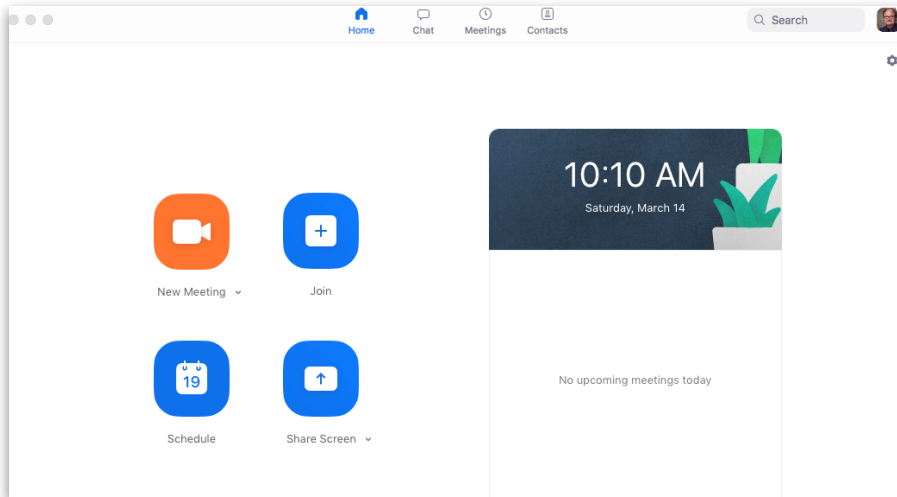 Home
Chat
Meetings
Contacts
Search
10:10 AM
Saturday, March 14
New Meeting
Join
19
Schedule
Share Screen
No upcoming meetings today